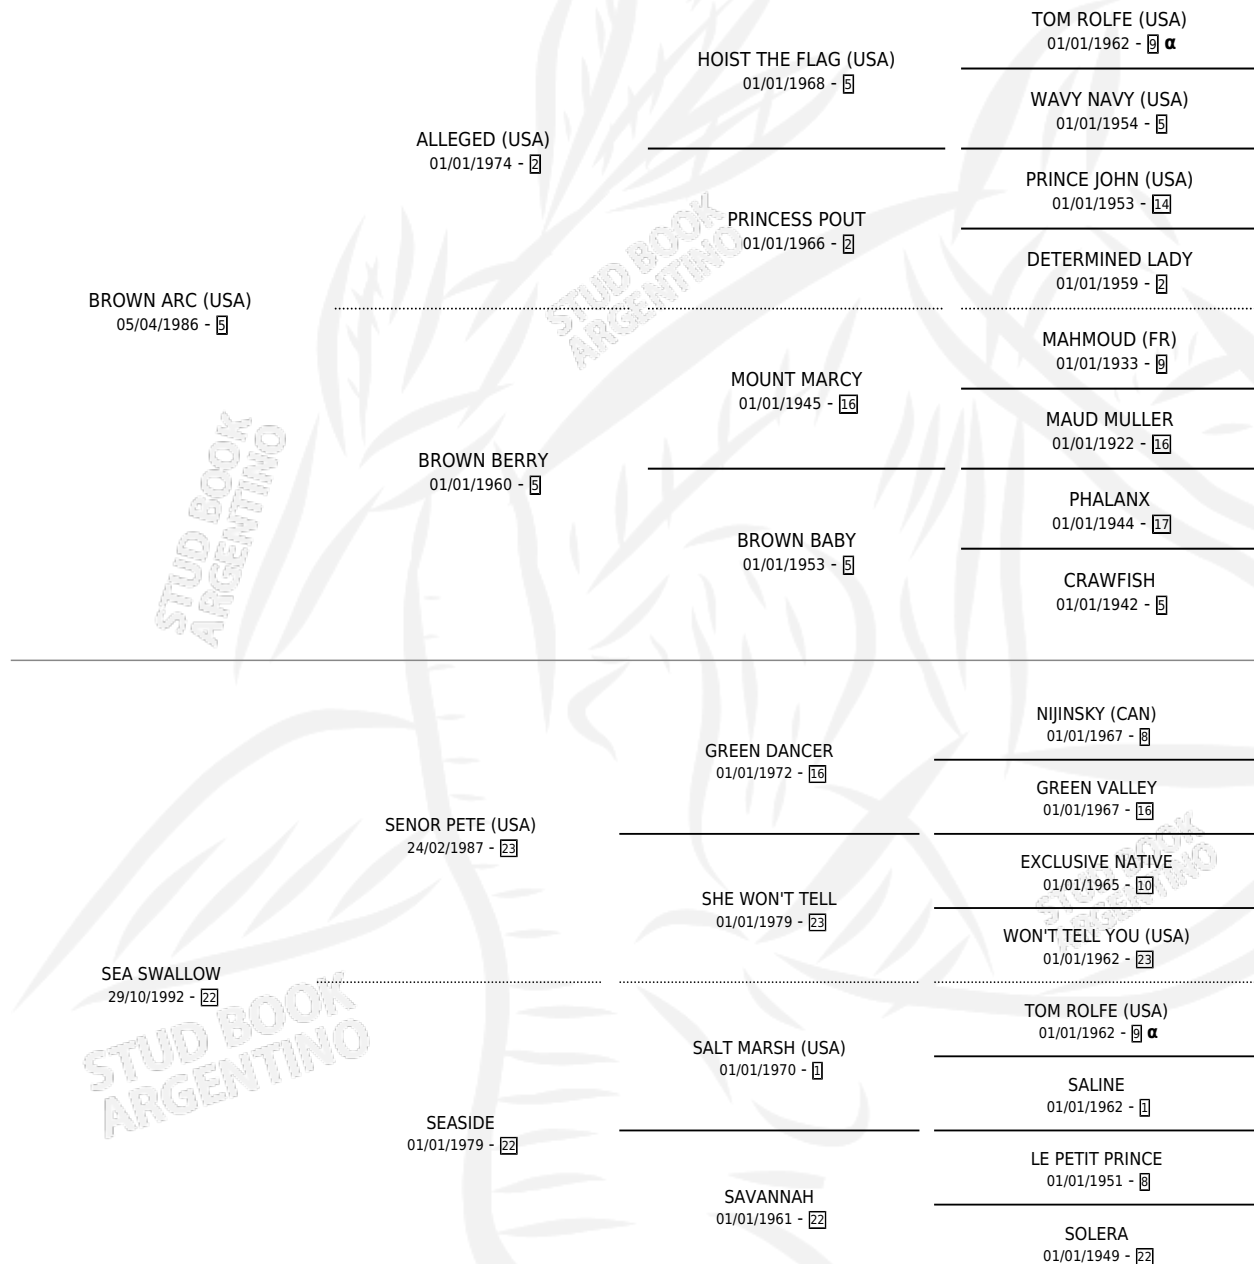 TOM ROLFE (USA)
01/01/1962 - 9 α
HOIST THE FLAG (USA)
01/01/1968 - 5
WAVY NAVY (USA)
01/01/1954 - 5
ALLEGED (USA)
01/01/1974 - 2
PRINCE JOHN (USA)
01/01/1953 - 14
PRINCESS POUT
01/01/1966 - 2
DETERMINED LADY
01/01/1959 - 2
BROWN ARC (USA)
05/04/1986 - 5
STUD BOOK
ARGENTINO
MAHMOUD (FR)
01/01/1933 - 9
MOUNT MARCY
01/01/1945 - 16
MAUD MULLER
01/01/1922 - 16
BROWN BERRY
01/01/1960 - 5
STUD BOOK
ARGENTINO
PHALANX
01/01/1944 - 17
BROWN BABY
01/01/1953 - 5
CRAWFISH
01/01/1942 - 5
NIJINSKY (CAN)
01/01/1967 - 8
GREEN DANCER
01/01/1972 - 16
GREEN VALLEY
01/01/1967 - 16
SENOR PETE (USA)
24/02/1987 - 23
EXCLUSIVE NATIVE
01/01/1965 - 10
STUD BOOK
ARGENTINO
SHE WON'T TELL
01/01/1979 - 23
WON'T TELL YOU (USA)
01/01/1962 - 23
SEA SWALLOW
29/10/1992 - 22
STUD BOOK
ARGENTINO
TOM ROLFE (USA)
01/01/1962 - 9 α
SALT MARSH (USA)
01/01/1970 - 1
SALINE
01/01/1962 - 1
SEASIDE
01/01/1979 - 22
LE PETIT PRINCE
01/01/1951 - 8
SAVANNAH
01/01/1961 - 22
SOLERA
01/01/1949 - 22